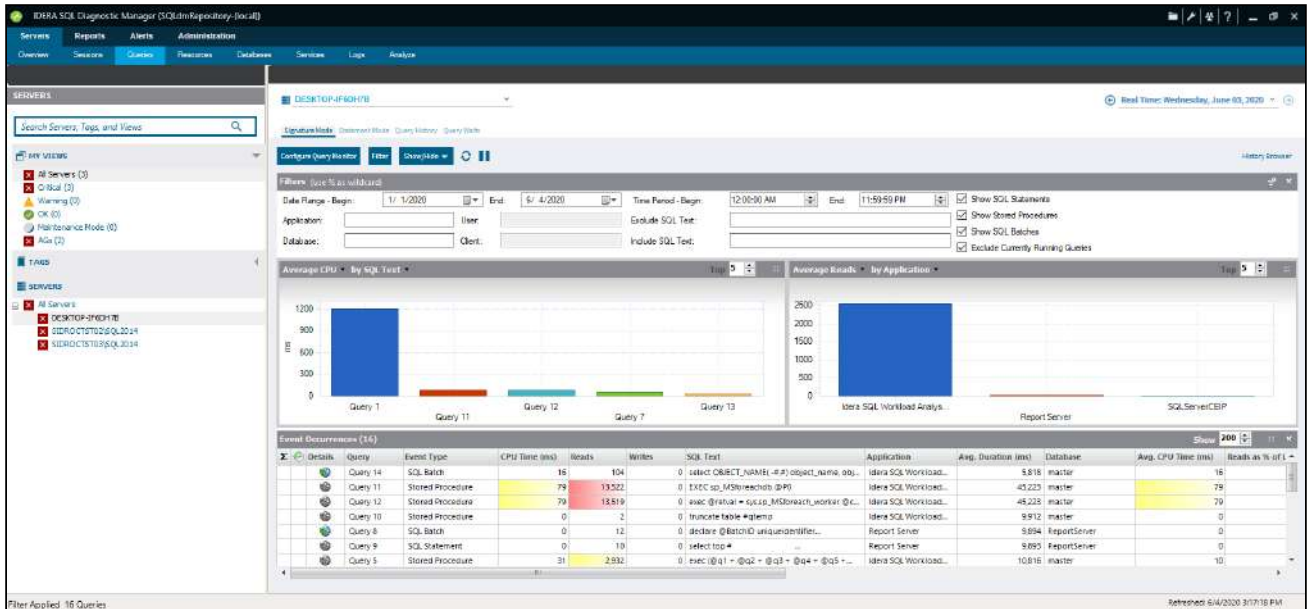 IDERA SQL Diagnostic Manager (SQLdmRepository-(local))
Servers Reports Alerts Administration
Overview Sessions Queries Resources Databases Services Logs Analyze
SERVERS
DESKTOP-IF6OH7B
Real Time: Wednesday, June 03, 2020
Search Servers, Tags, and Views
Signature Mode Statement Mode Query History Query Waits
MY VIEWS
Configure Query Monitor Filter Show/Hide
History Browser
All Servers (3)
Critical (3)
Warning (0)
OK (0)
Maintenance Mode (0)
AGs (2)
TAGS
SERVERS
All Servers
DESKTOP-IF6OH7B
SIDROCTST02\SQL2014
SIDROCTST03\SQL2014
Filters (use % as wildcard)
Date Range - Begin: 1/ 1/2020 End: 6/ 4/2020 Time Period - Begin: 12:00:00 AM End: 11:59:59 PM Show SQL Statements
Application: User: Exclude SQL Text: Show Stored Procedures
Database: Client: Include SQL Text: Show SQL Batches
Exclude Currently Running Queries
Average CPU by SQL Text Top 5
Average Reads by Application Top 5
1200
900
600
300
0
ms
Query 1 Query 11 Query 12 Query 7 Query 13
2500
2000
1500
1000
500
0
Idera SQL Workload Analys... Report Server SQLServerCEIP
Event Occurrences (16) Show 200
Σ Details Query Event Type CPU Time (ms) Reads Writes SQL Text Application Avg. Duration (ms) Database Avg. CPU Time (ms) Reads as % of L
Query 14 SQL Batch 16 104 0 select OBJECT_NAME( -#,#) object_name, obj... Idera SQL Workload... 5,818 master 16
Query 11 Stored Procedure 79 13,522 0 EXEC sp_MSforeachdb @P0 Idera SQL Workload... 45,225 master 79
Query 12 Stored Procedure 79 13,519 0 exec @retval = sys.sp_MSforeach_worker @c... Idera SQL Workload... 45,223 master 79
Query 10 Stored Procedure 0 2 0 truncate table #qtemp Idera SQL Workload... 9,912 master 0
Query 8 SQL Batch 0 12 0 declare @BatchID uniqueidentifier... Report Server 9,894 ReportServer 0
Query 9 SQL Statement 0 10 0 select top # ... Report Server 9,893 ReportServer 0
Query 5 Stored Procedure 31 2,932 0 exec (@q1 + @q2 + @q3 + @q4 + @q5 +... Idera SQL Workload... 10,816 master 10
Filter Applied 16 Queries
Refreshed: 6/4/2020 3:17:18 PM